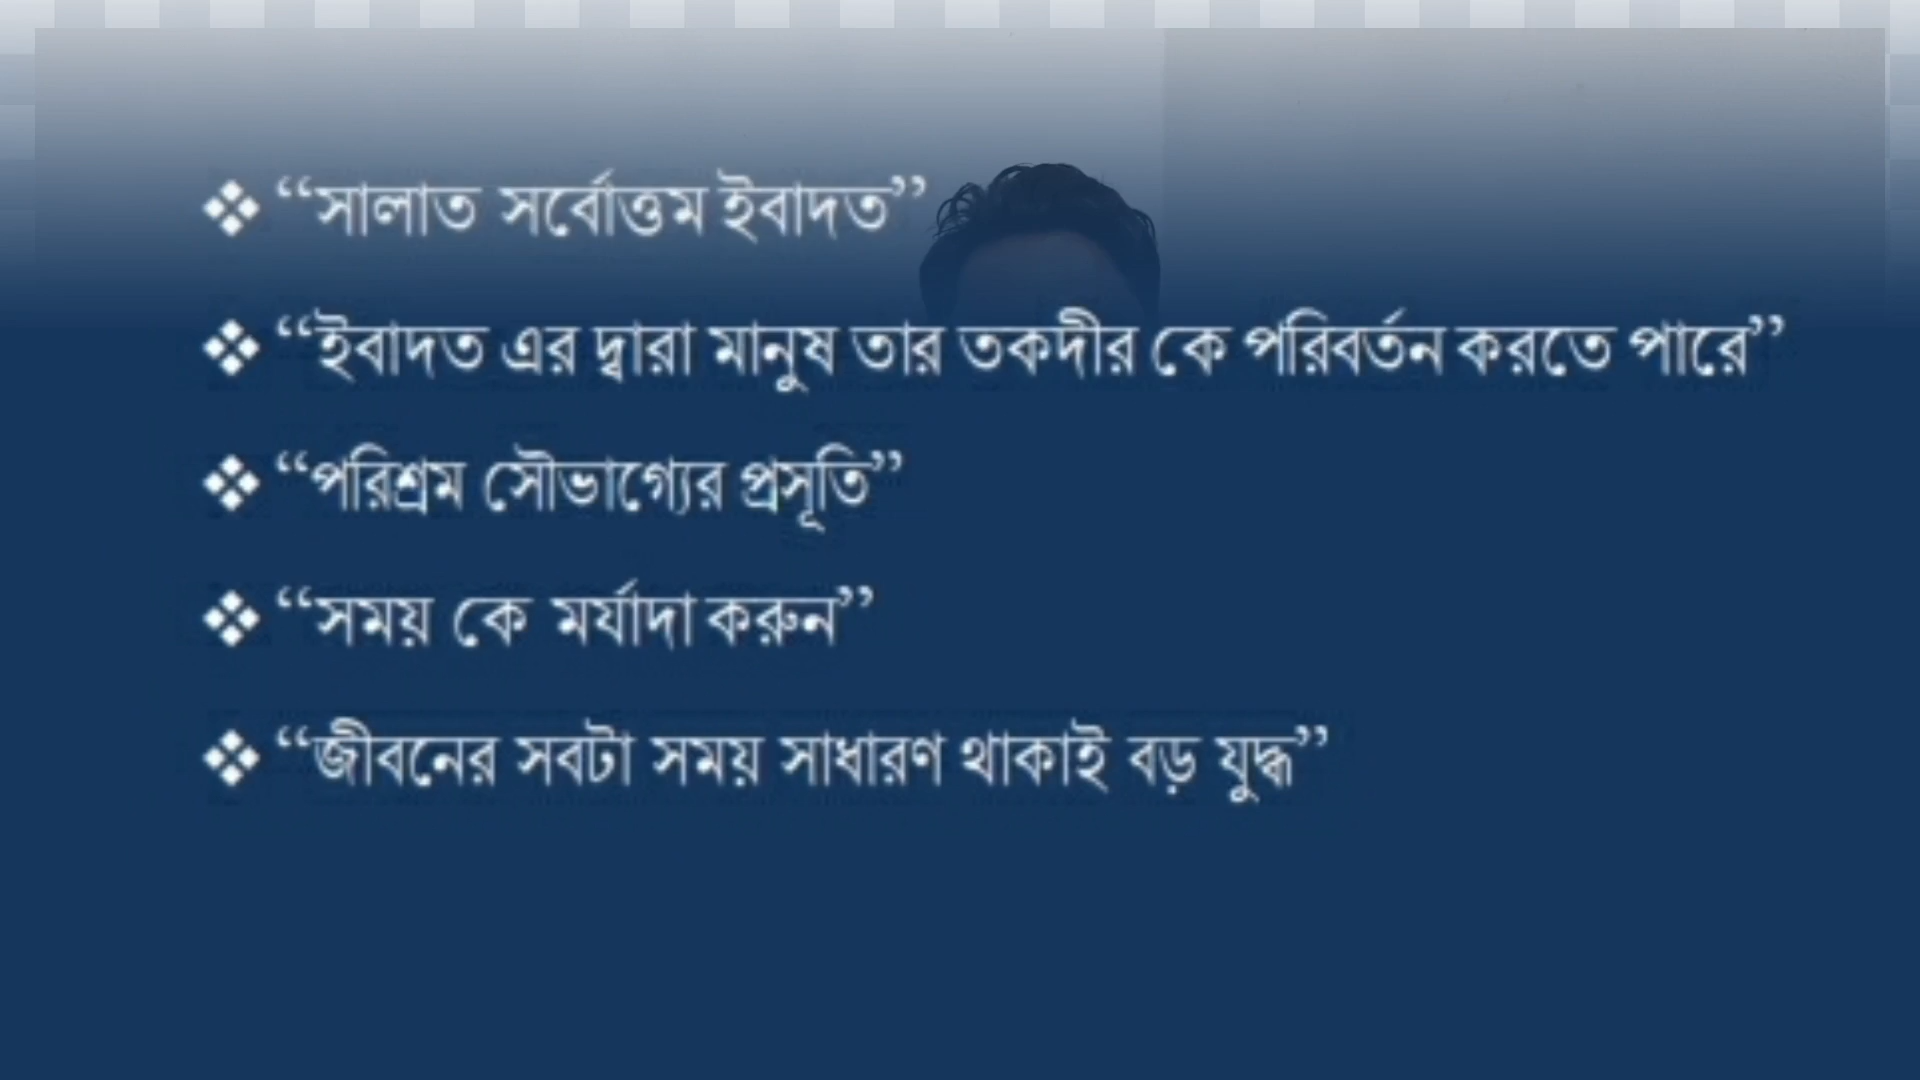 ❖ “সালাত সর্বোত্তম ইবাদত”
❖ “ইবাদত এর দ্বারা মানুষ তার তকদীর কে পরিবর্তন করতে পারে”
❖ “পরিশ্রম সৌভাগ্যের প্রসূতি”
❖ “সময় কে মর্যাদা করুন”
❖ “জীবনের সবটা সময় সাধারণ থাকাই বড় যুদ্ধ”